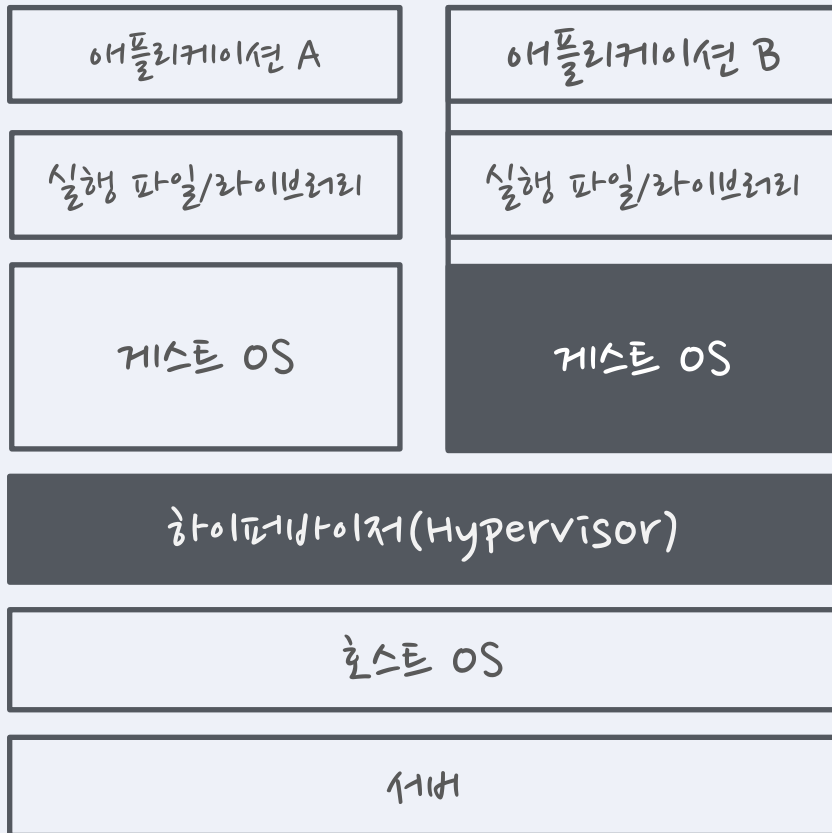 애플리케이션 A
애플리케이션 B
실행 파일/라이브러리
실행 파일/라이브러리
게스트 OS
게스트 OS
하이퍼바이저(Hypervisor)
호스트 OS
서버